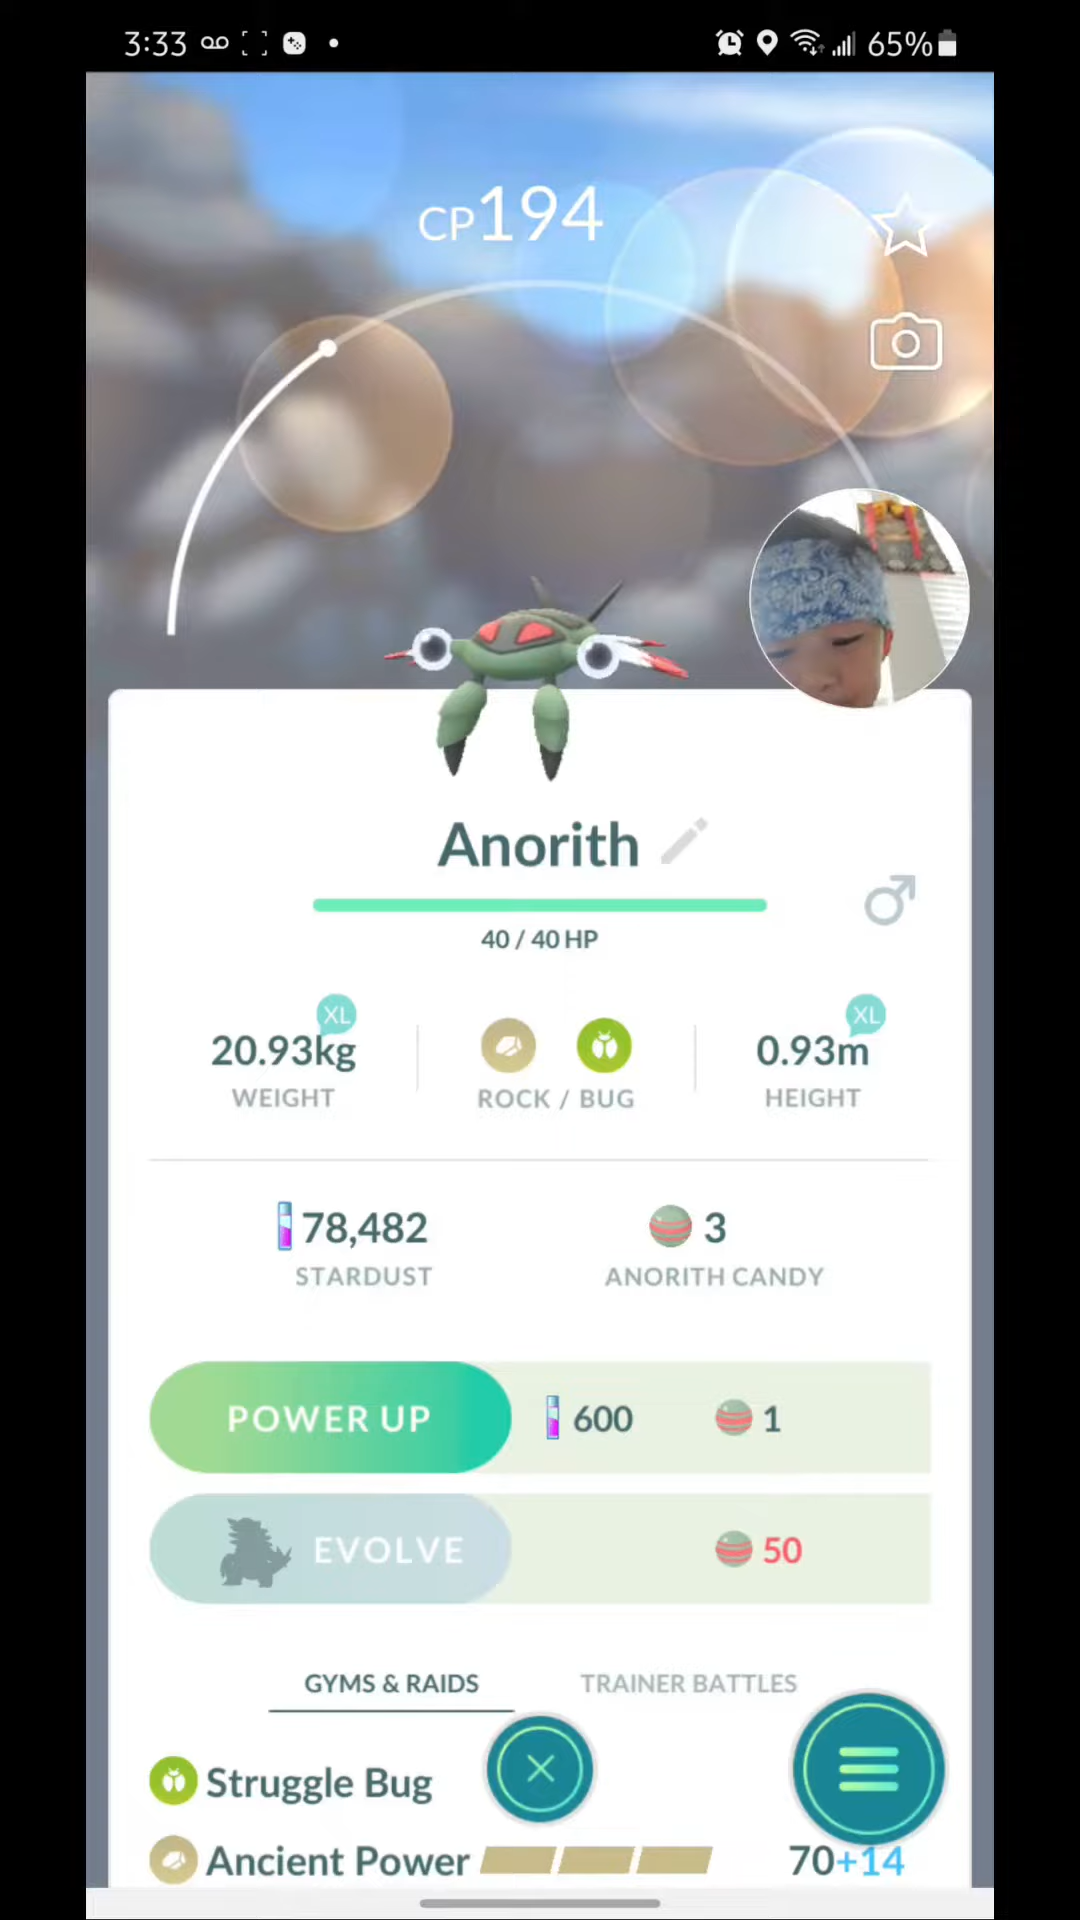 3:33 65%
CP194
Anorith
40 / 40 HP
XL XL
20.93kg 0.93m
WEIGHT ROCK / BUG HEIGHT
78,482 3
STARDUST ANORITH CANDY
POWER UP 600 1
EVOLVE 50
GYMS & RAIDS TRAINER BATTLES
Struggle Bug
Ancient Power 70+14